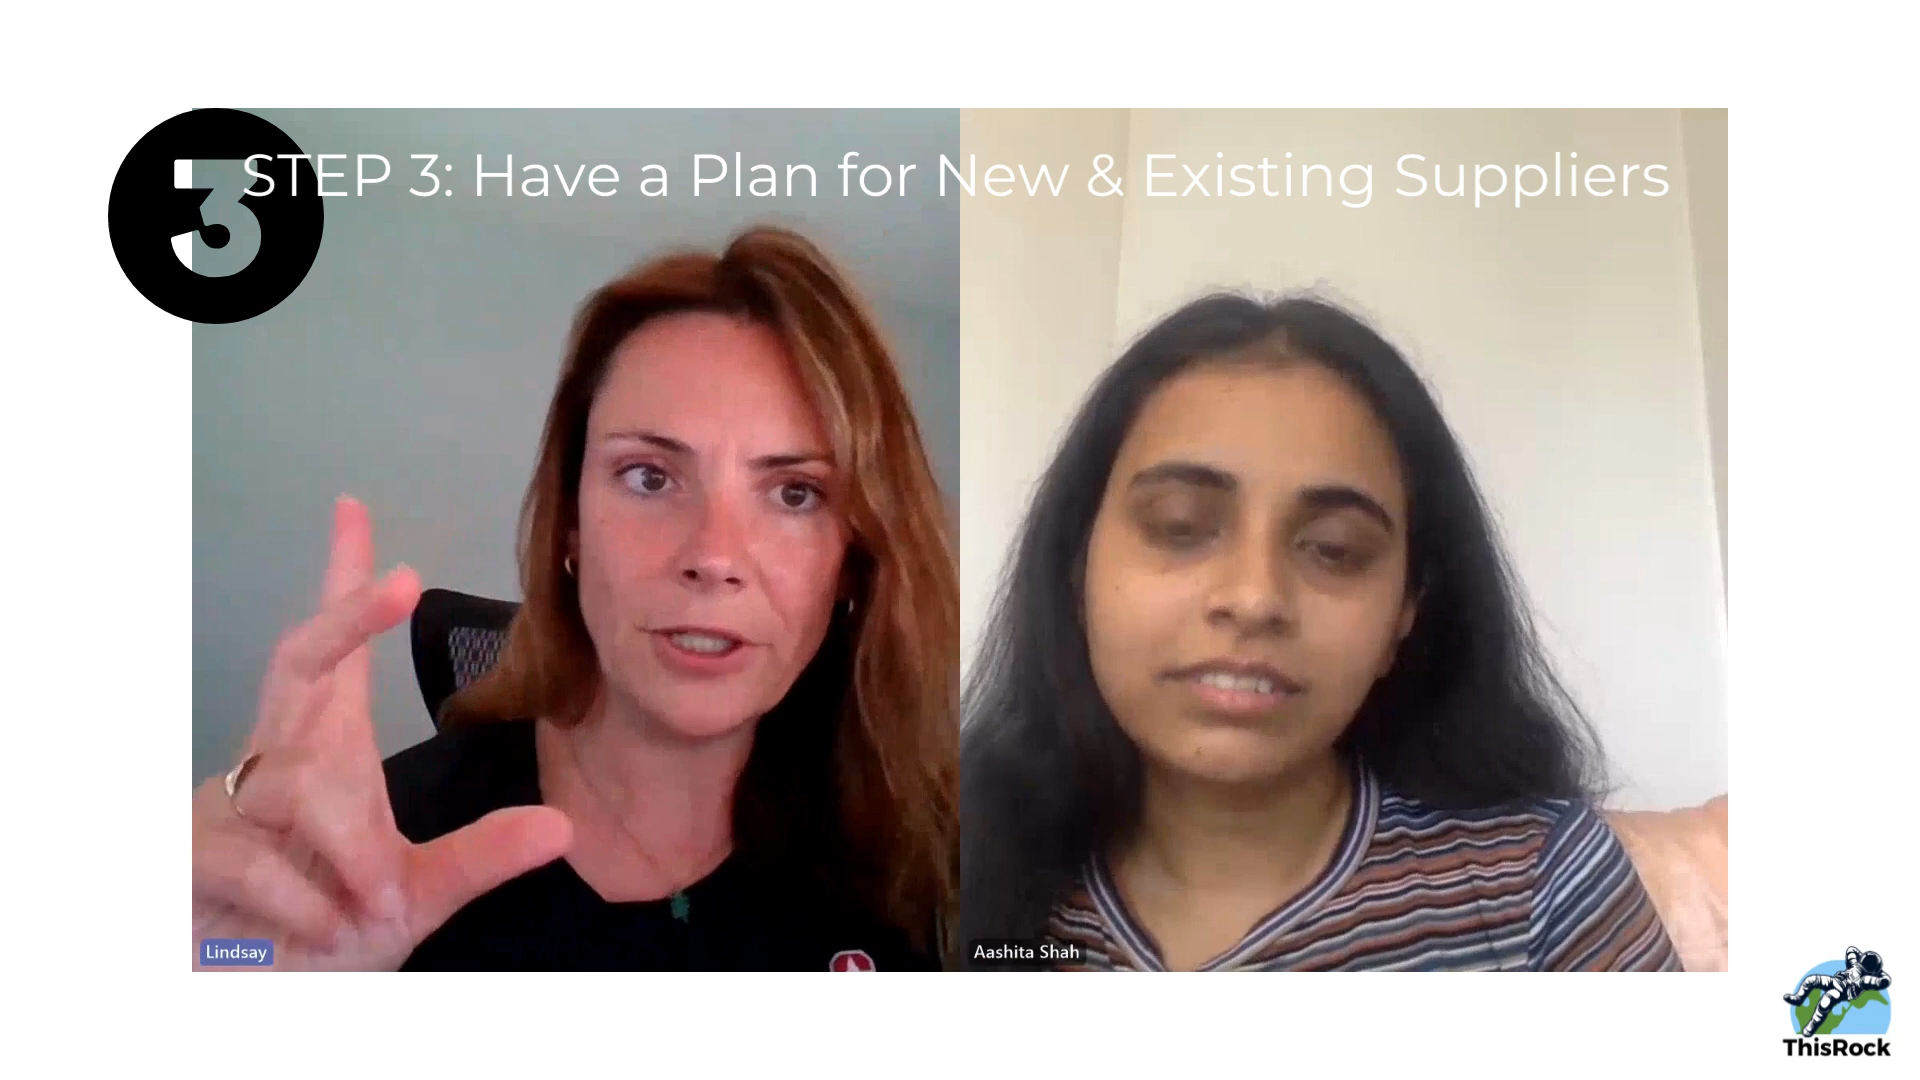 3
STEP 3: Have a Plan for New & Existing Suppliers
Lindsay
Aashita Shah
ThisRock